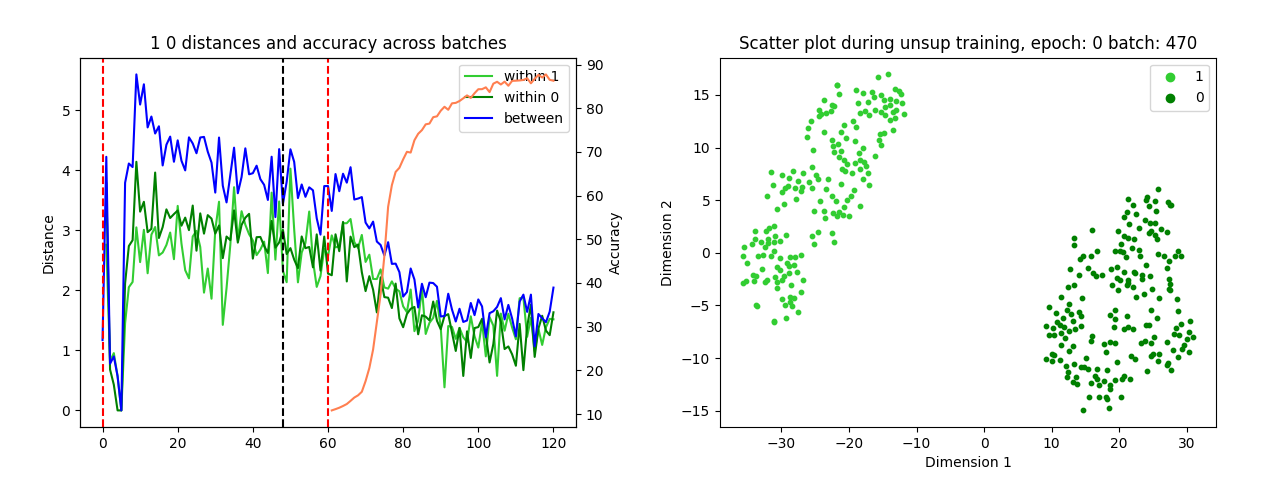 1 0 distances and accuracy across batches
Distance
5
4
3
2
1
0
within 1
within 0
between
90
80
70
60
50
40
30
20
10
Accuracy
0 20 40 60 80 100 120
Scatter plot during unsup training, epoch: 0 batch: 470
Dimension 2
15
10
5
0
−5
−10
−15
1
0
−30 −20 −10 0 10 20 30
Dimension 1